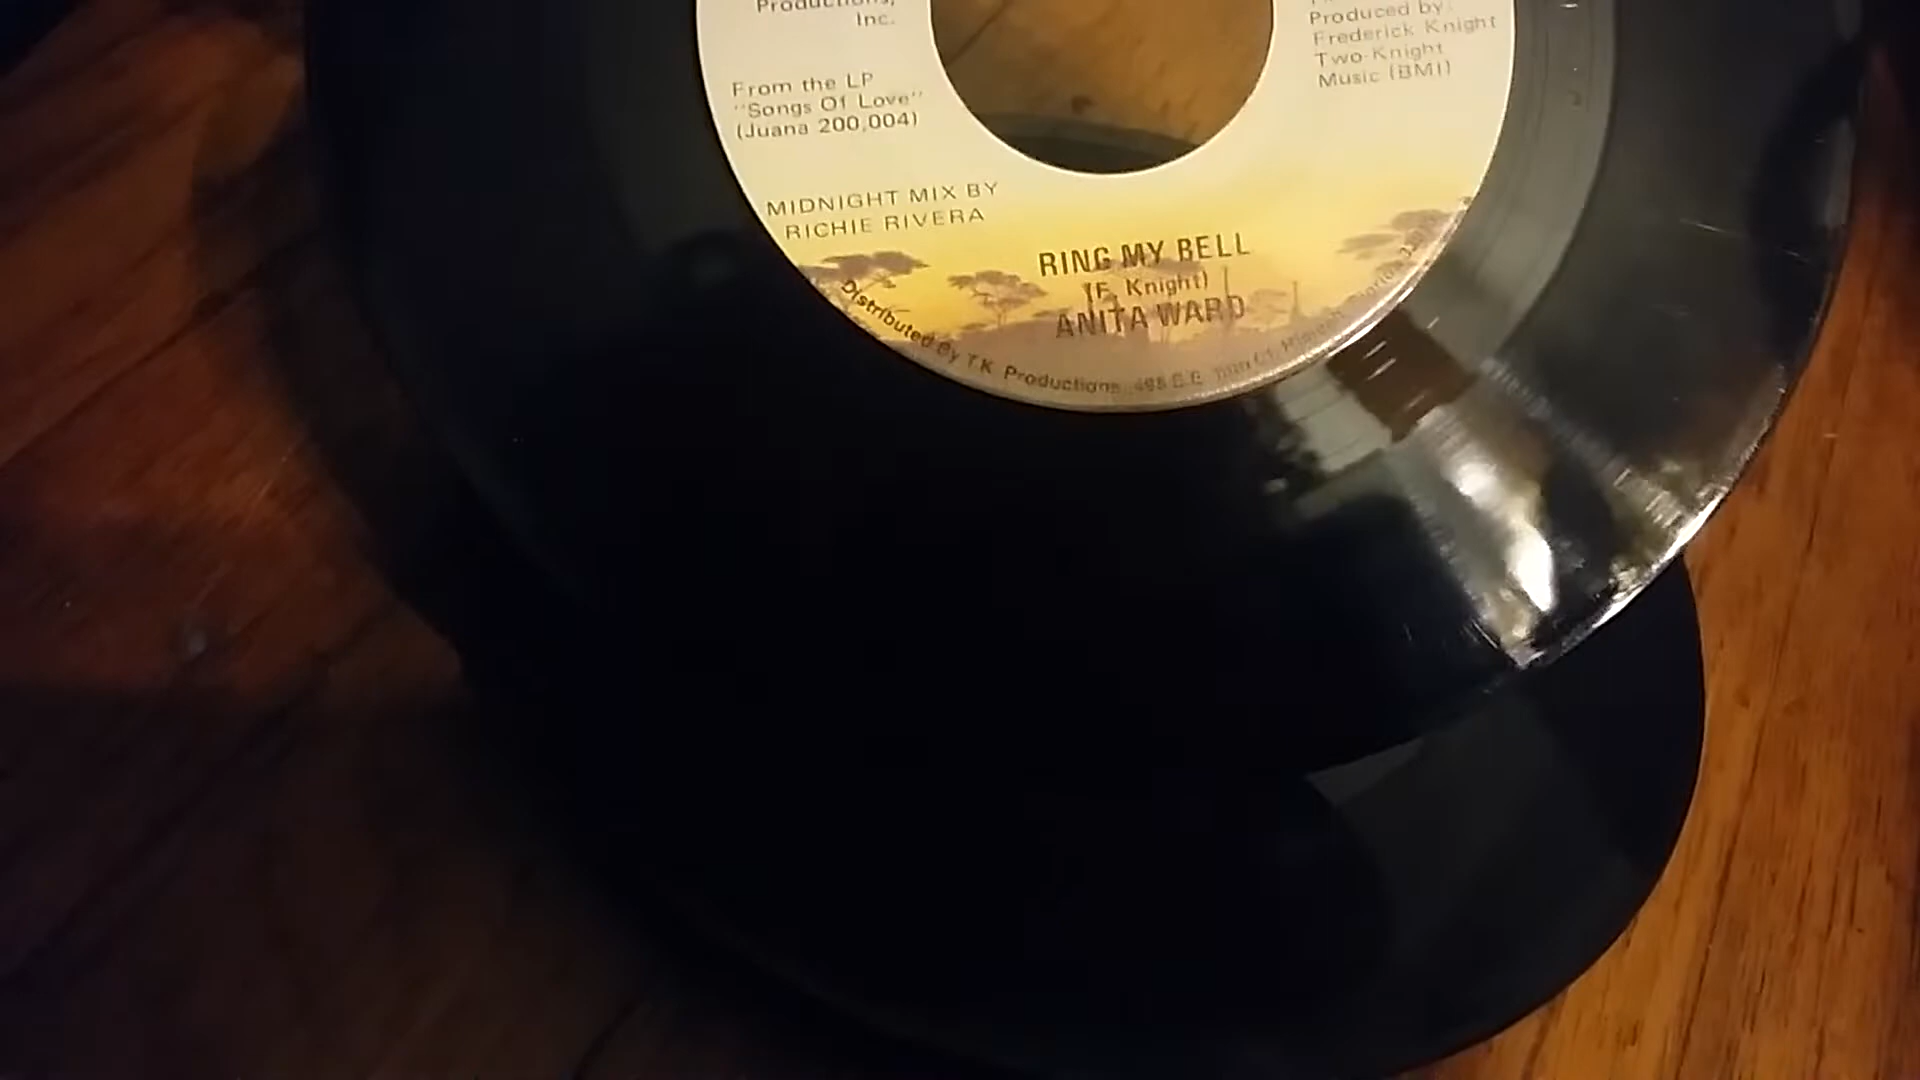 Productions,
Inc.
From the LP
"Songs Of Love"
(Juana 200,004)
MIDNIGHT MIX BY
RICHIE RIVERA
Produced by:
Frederick Knight
Two-Knight
Music (BMI)
RING MY BELL
(F. Knight)
ANITA WARD
Distributed By T.K. Productions, 495 S.E.